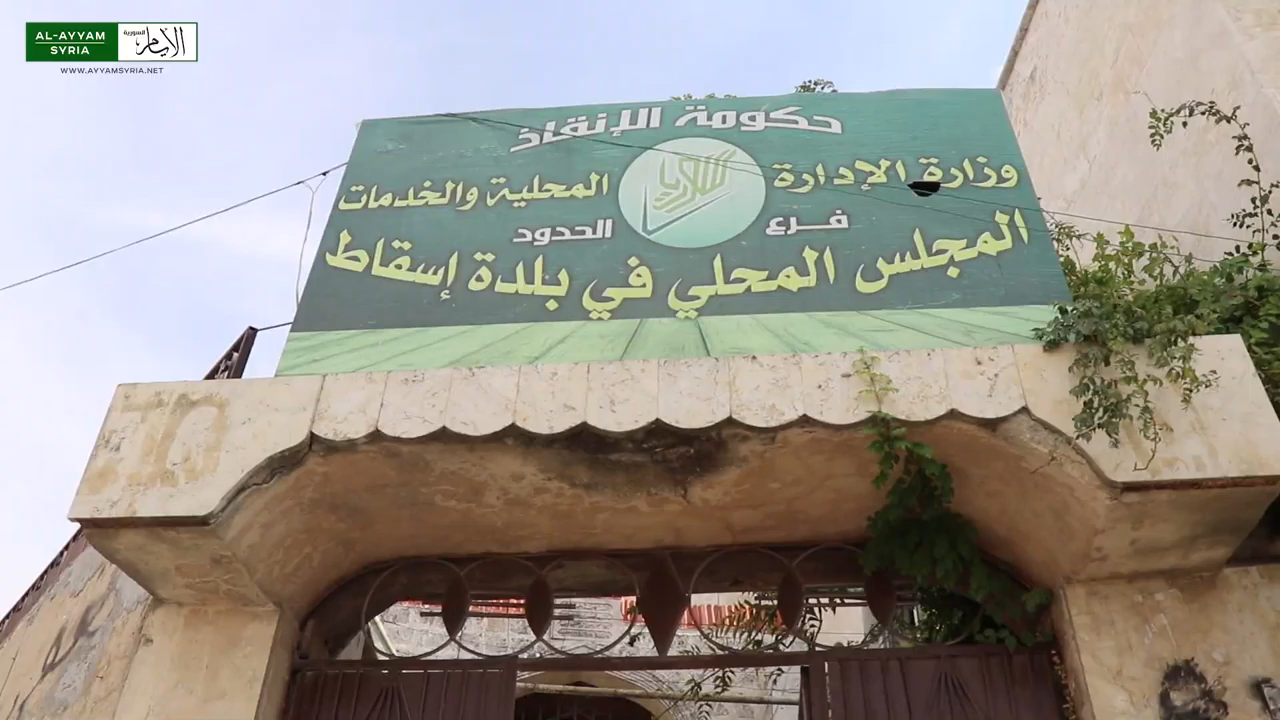 AL-AYYAM
SYRIA
الأيام السورية
WWW.AYYAMSYRIA.NET
حكومة الإنقاذ
وزارة الإدارة المحلية والخدمات
سوريا
فرع الحدود
المجلس المحلي في بلدة إسقاط